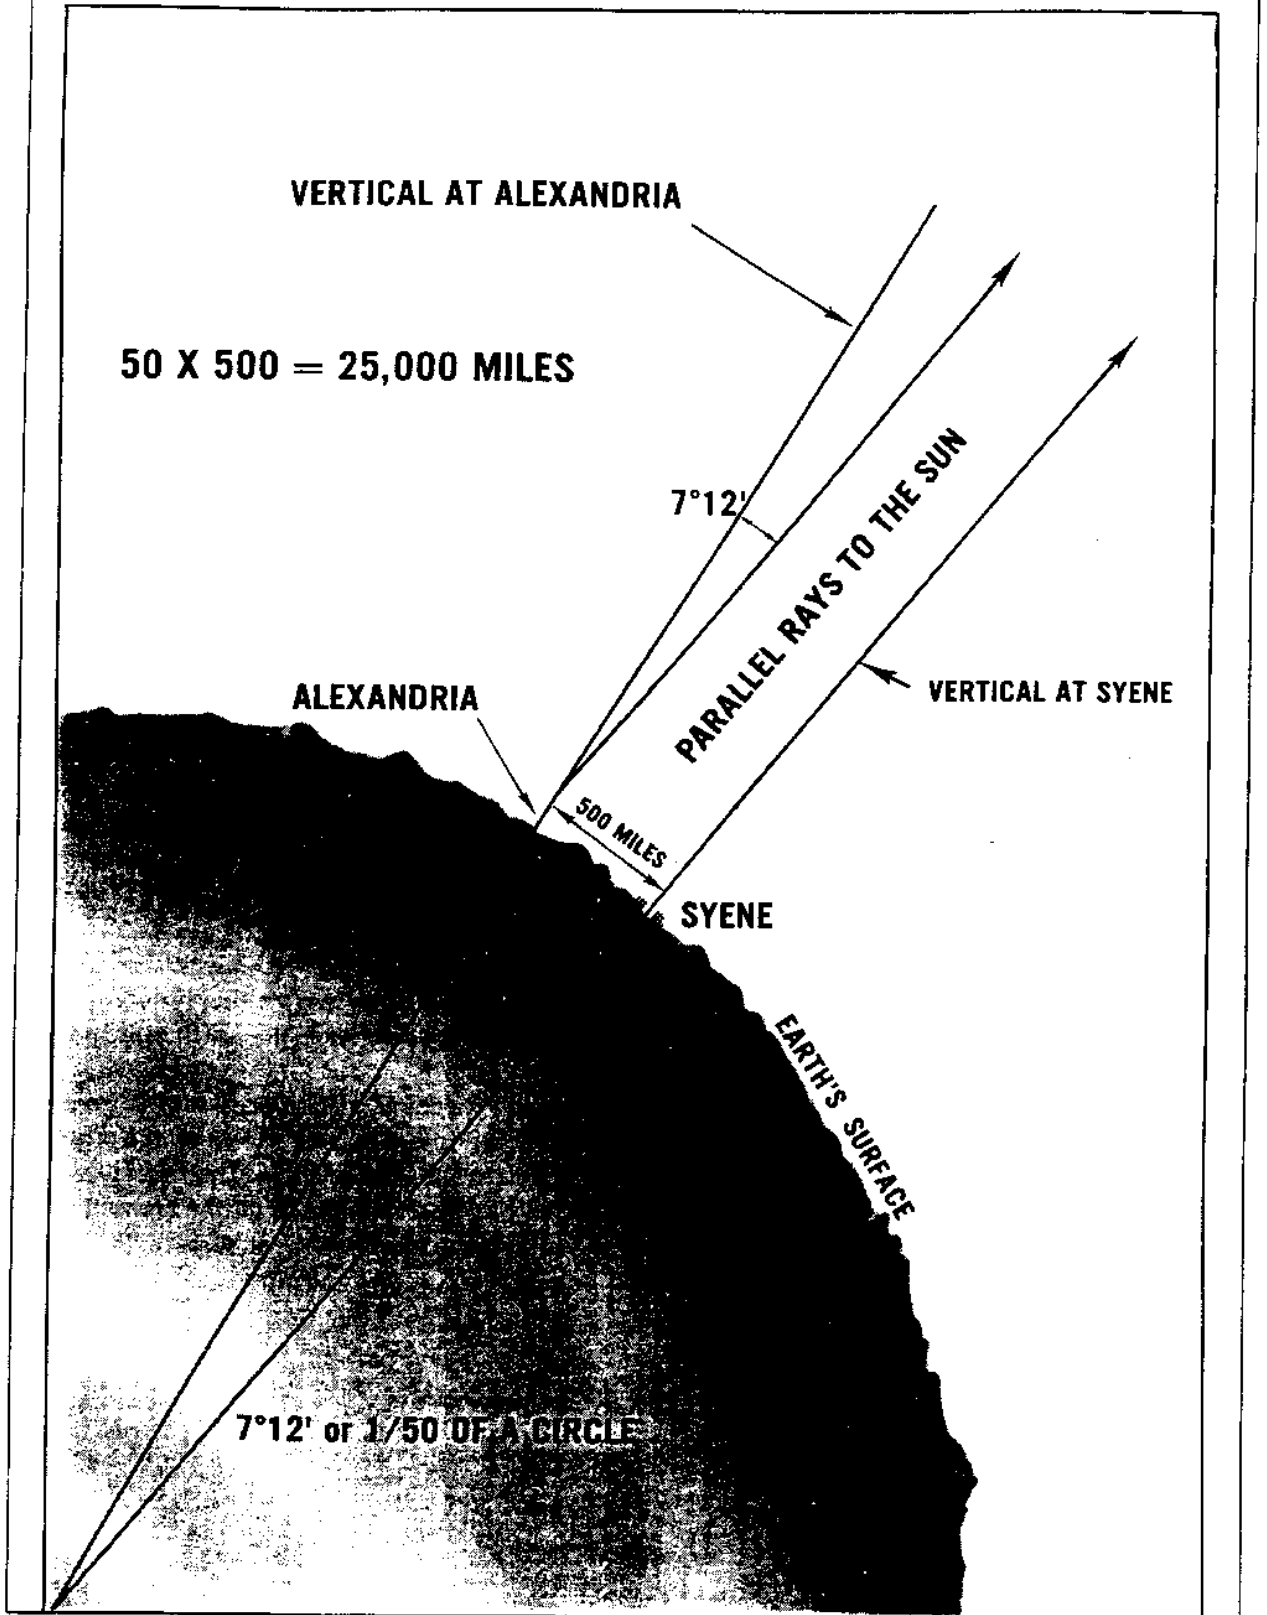 VERTICAL AT ALEXANDRIA
50 X 500 = 25,000 MILES
7°12'
PARALLEL RAYS TO THE SUN
ALEXANDRIA
VERTICAL AT SYENE
500 MILES
SYENE
EARTH'S SURFACE
7°12' or 1/50 OF A CIRCLE